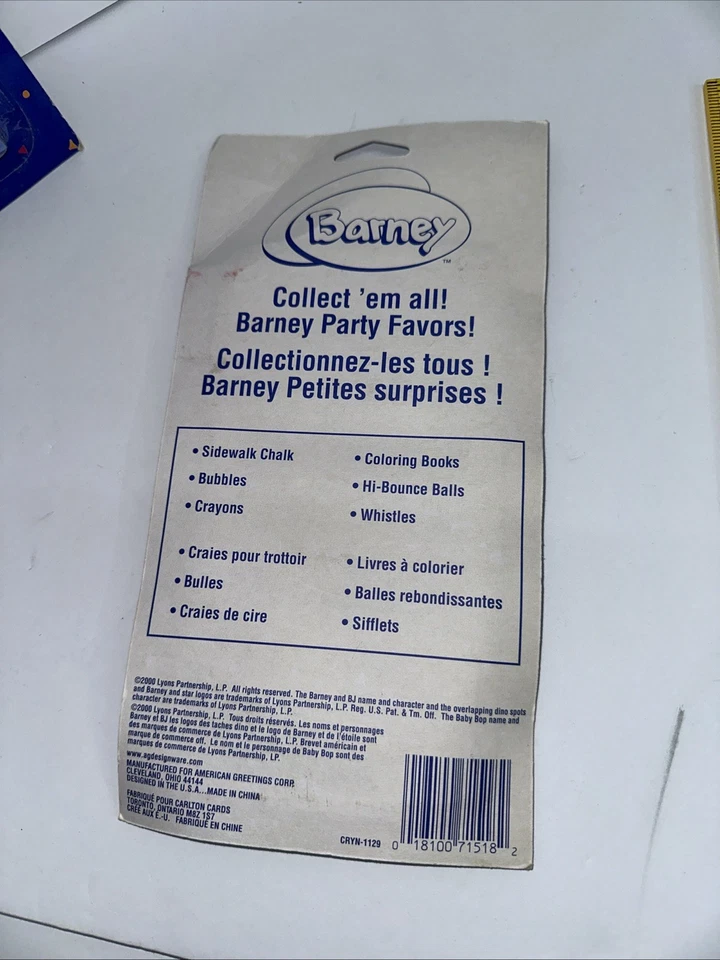 Barney
TM
Collect 'em all!
Barney Party Favors!
Collectionnez-les tous !
Barney Petites surprises !
• Sidewalk Chalk
• Bubbles
• Crayons
• Coloring Books
• Hi-Bounce Balls
• Whistles
• Craies pour trottoir
• Bulles
• Craies de cire
• Livres à colorier
• Balles rebondissantes
• Sifflets
©2000 Lyons Partnership, L.P. All rights reserved. The Barney and BJ name and character and the overlapping dino spots
and Barney and star logos are trademarks of Lyons Partnership, L.P. Reg. U.S. Pat. & Tm. Off. The Baby Bop name and
character are trademarks of Lyons Partnership, L.P.
©2000 Lyons Partnership, L.P. Tous droits réservés. Les noms et personnages
Barney et BJ les logos des taches dino et le logo de Barney et de l'étoile sont
des marques de commerce de Lyons Partnership, L.P. Brevet américain et
marque de commerce off. Le nom et le personnage de Baby Bop sont des
marques de commerce de Lyons Partnership, LP.
www.agdesignware.com
MANUFACTURED FOR AMERICAN GREETINGS CORP.
CLEVELAND, OHIO 44144
DESIGNED IN THE U.S.A...MADE IN CHINA
FABRIQUÉ POUR CARLTON CARDS
TORONTO, ONTARIO M8Z 1S7
CRÉÉ AUX É.-U. FABRIQUÉ EN CHINE
CRYN-1129
0 18100 71518 2